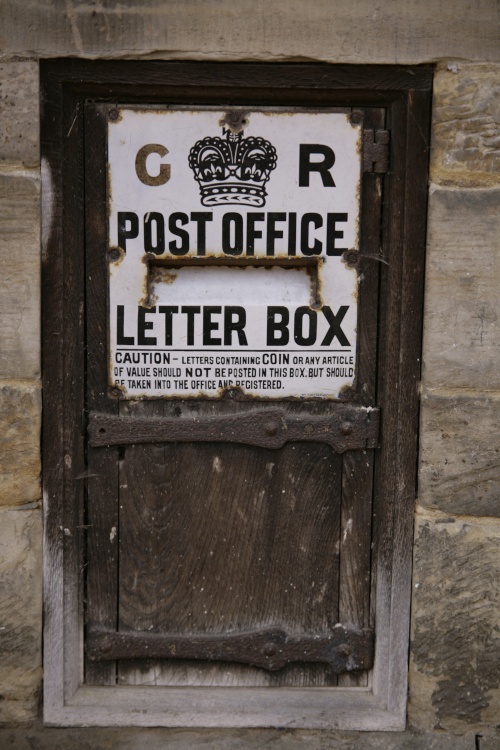 G R
POST OFFICE
LETTER BOX
CAUTION – LETTERS CONTAINING COIN OR ANY ARTICLE
OF VALUE SHOULD NOT BE POSTED IN THIS BOX, BUT SHOULD
BE TAKEN INTO THE OFFICE AND REGISTERED.